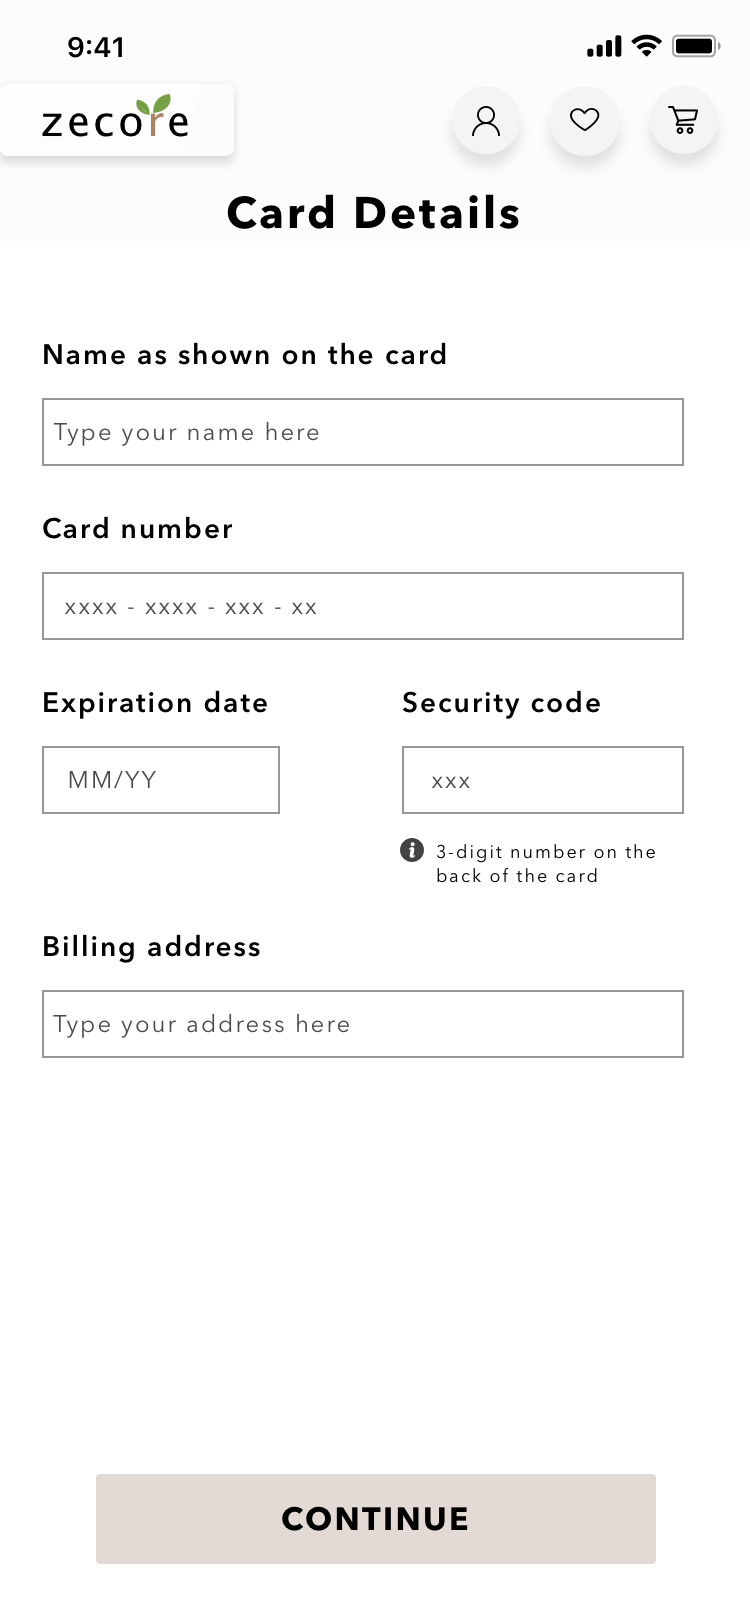 9:41
zecore
Card Details
Name as shown on the card
Type your name here
Card number
xxxx - xxxx - xxx - xx
Expiration date
Security code
MM/YY
xxx
3-digit number on the
back of the card
Billing address
Type your address here
CONTINUE